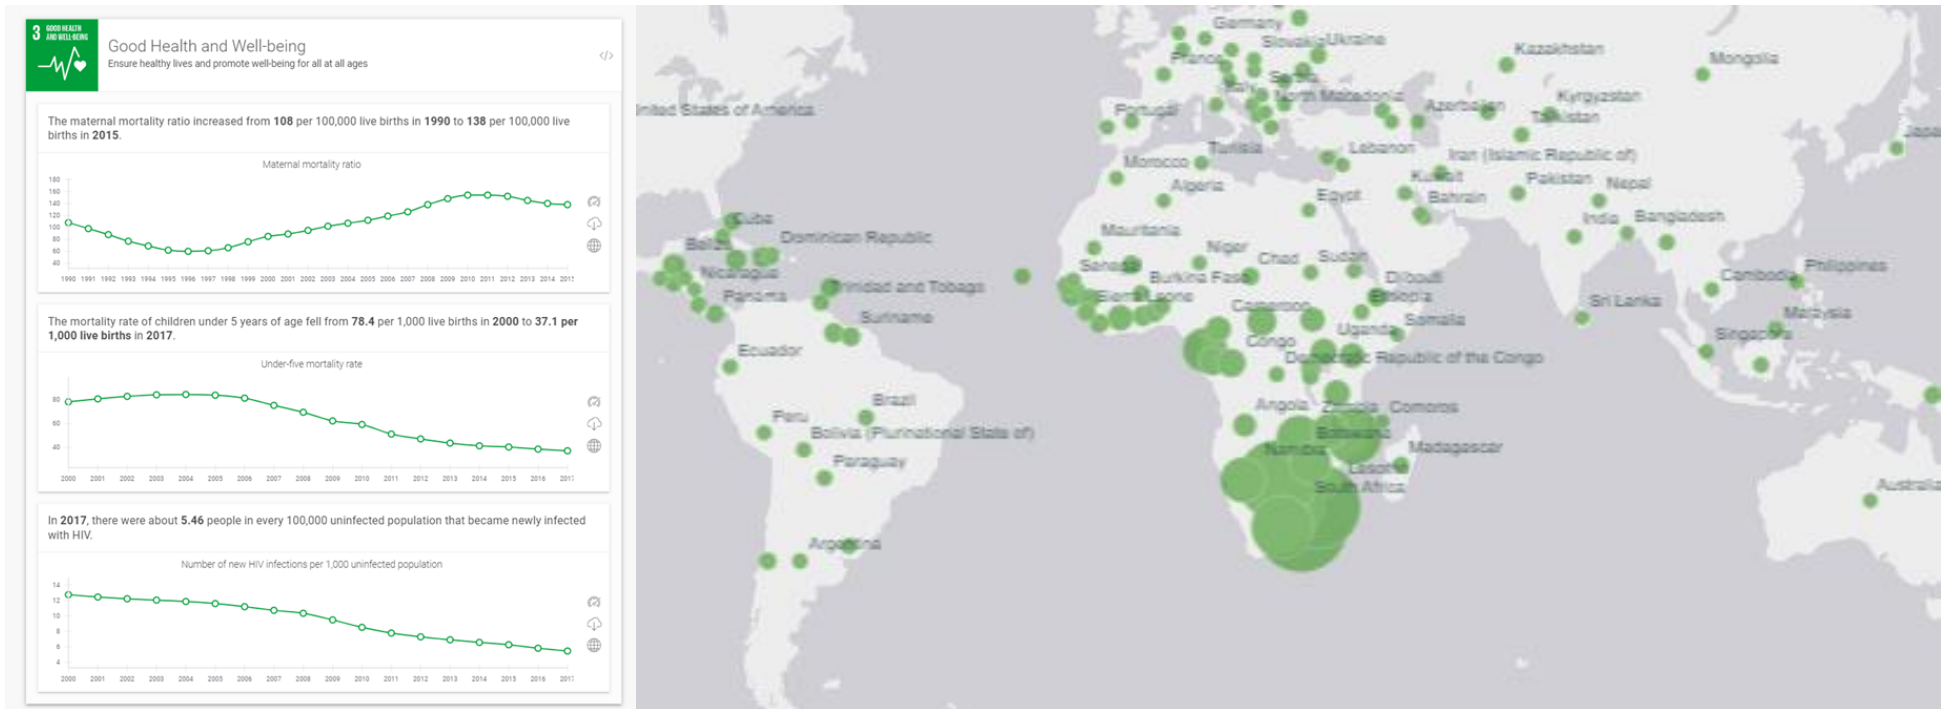 3 GOOD HEALTH
AND WELL-BEING
Good Health and Well-being
Ensure healthy lives and promote well-being for all at all ages
</>
The maternal mortality ratio increased from 108 per 100,000 live births in 1990 to 138 per 100,000 live
births in 2015.
Maternal mortality ratio
180
160
140
120
100
80
60
40
1990 1991 1992 1993 1994 1995 1996 1997 1998 1999 2000 2001 2002 2003 2004 2005 2006 2007 2008 2009 2010 2011 2012 2013 2014 201
The mortality rate of children under 5 years of age fell from 78.4 per 1,000 live births in 2000 to 37.1 per
1,000 live births in 2017.
Under-five mortality rate
80
60
40
2000 2001 2002 2003 2004 2005 2006 2007 2008 2009 2010 2011 2012 2013 2014 2015 2016 201
In 2017, there were about 5.46 people in every 100,000 uninfected population that became newly infected
with HIV.
Number of new HIV infections per 1,000 uninfected population
14
12
10
8
6
4
2000 2001 2002 2003 2004 2005 2006 2007 2008 2009 2010 2011 2012 2013 2014 2015 2016 201
Germany
Slovakia
Ukraine
Kazakhstan
Mongolia
France
Serbia
Italy
North Macedonia
nited States of America
Portugal
Azerbaijan
Kyrgyzstan
Tajikistan
Japa
Morocco
Tunisia
Lebanon
Iran (Islamic Republic of)
Algeria
Egypt
Kuwait
Bahrain
Pakistan
Nepal
India
Bangladesh
Cuba
Dominican Republic
Belize
Nicaragua
Panama
Trinidad and Tobago
Suriname
Mauritania
Niger
Chad
Sudan
Senegal
Burkina Faso
Djibouti
Ethiopia
Sierra Leone
Cameroon
Uganda
Somalia
Cambodia
Philippines
Sri Lanka
Malaysia
Singapore
Ecuador
Congo
Democratic Republic of the Congo
Brazil
Peru
Bolivia (Plurinational State of)
Paraguay
Argentina
Angola
Zambia
Comoros
Botswana
Madagascar
Namibia
Lesotho
South Africa
Australia